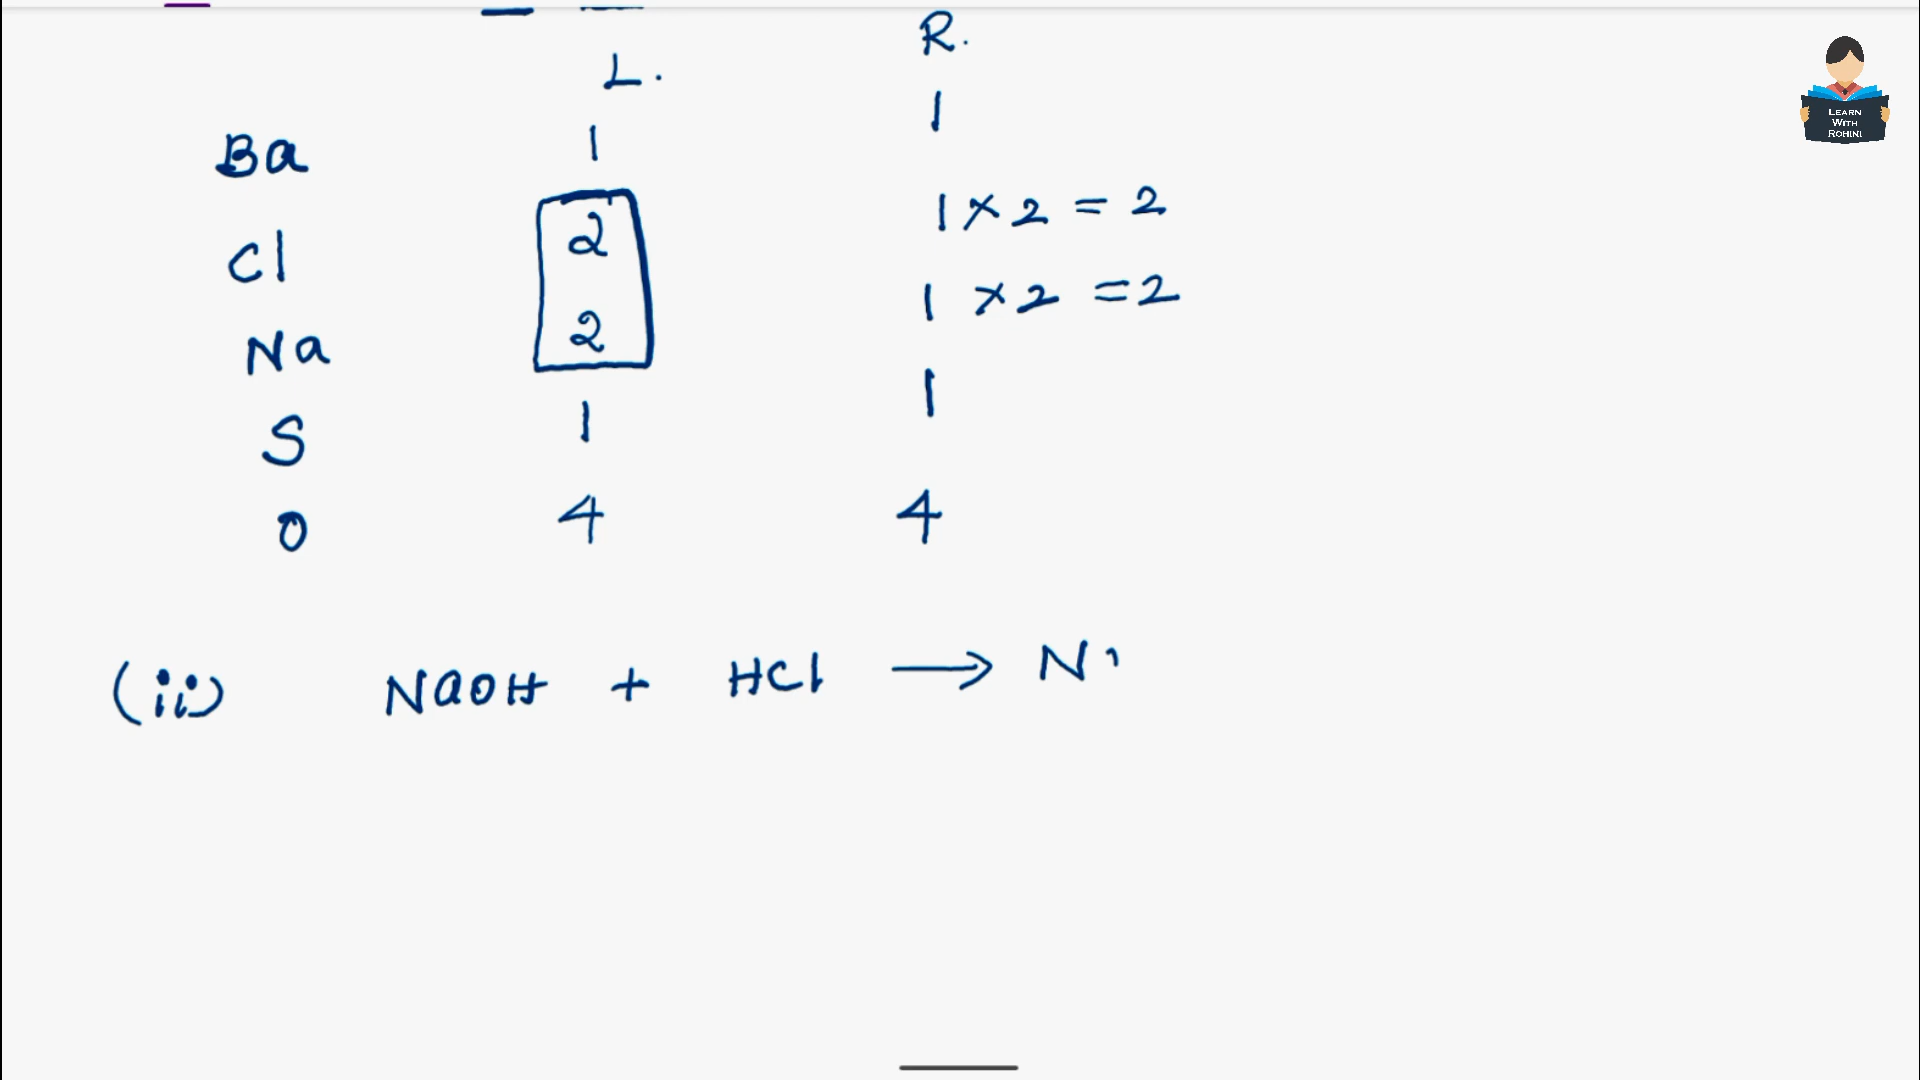 L. R.
Ba 1 1
Cl 2 1 × 2 = 2
Na 2 1 × 2 = 2
S 1 1
O 4 4
(ii) NaOH + HCl → N
LEARN
WITH
ROHINI